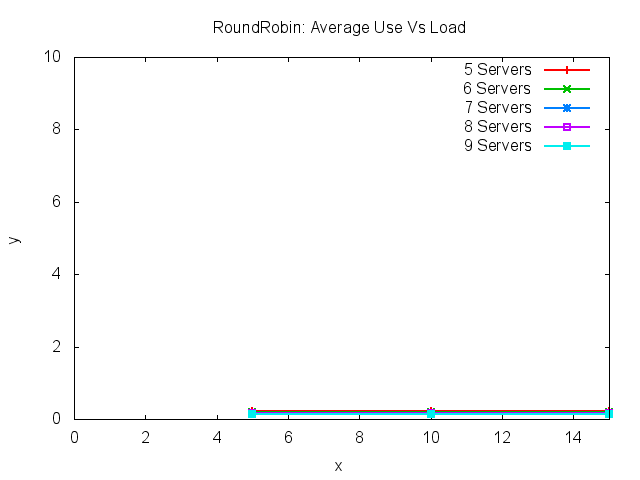 RoundRobin: Average Use Vs Load
10
8
6
4
2
0
y
5 Servers
6 Servers
7 Servers
8 Servers
9 Servers
0 2 4 6 8 10 12 14
x